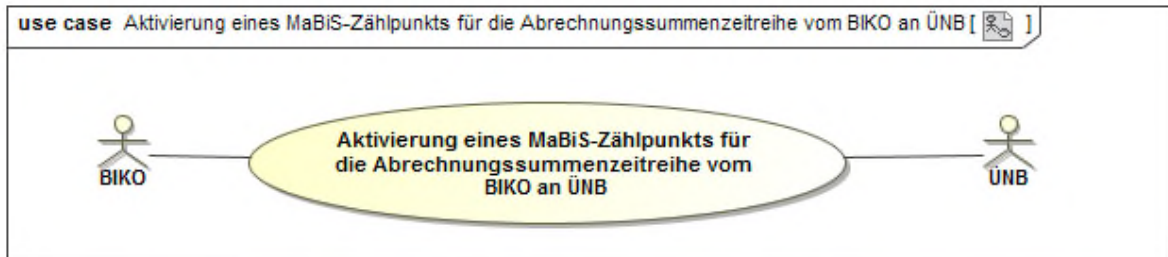 use case Aktivierung eines MaBiS-Zählpunkts für die Abrechnungssummenzeitreihe vom BIKO an ÜNB [ ]
Aktivierung eines MaBiS-Zählpunkts für
die Abrechnungssummenzeitreihe vom
BIKO an ÜNB
BIKO
ÜNB